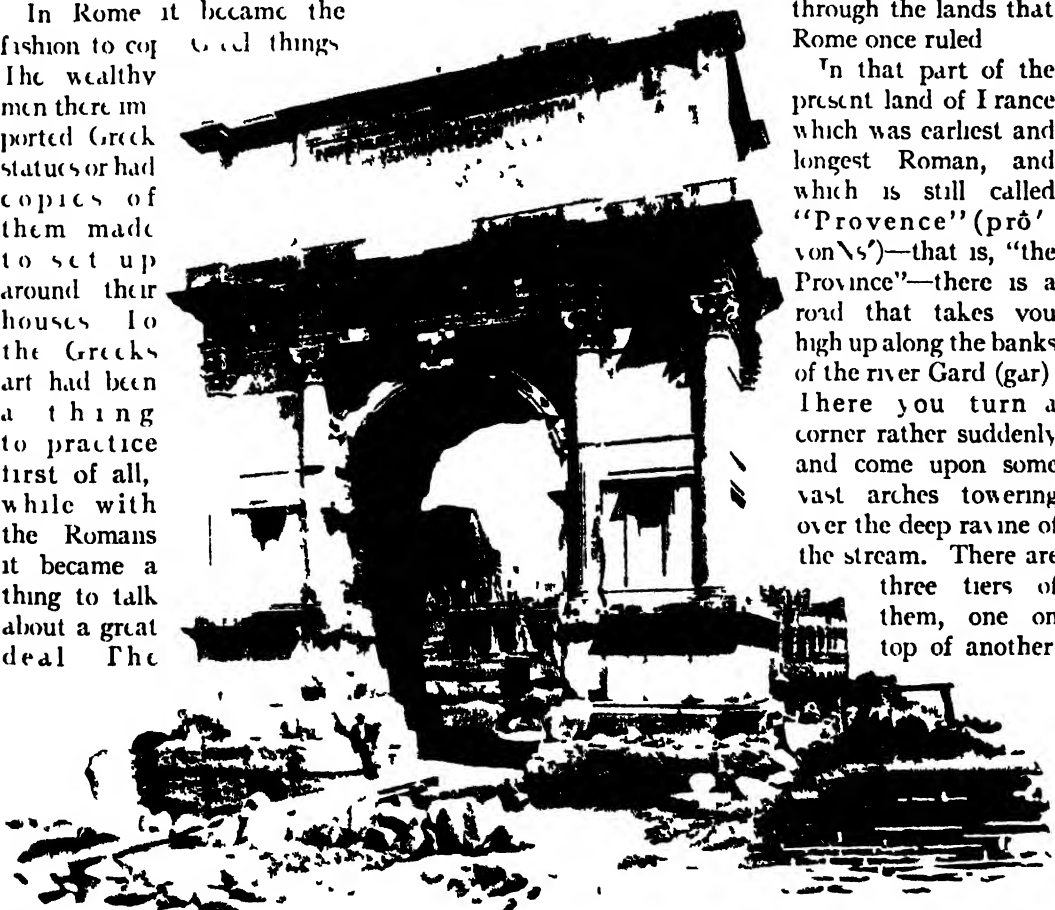 In Rome it became the
fashion to copy Greek things
The wealthy
men there im
ported Greek
statues or had
copies of
them made
to set up
around their
houses To
the Greeks
art had been
a thing
to practice
first of all,
while with
the Romans
it became a
thing to talk
about a great
deal The
through the lands that
Rome once ruled
In that part of the
present land of France
which was earliest and
longest Roman, and
which is still called
"Provence" (prô'
)—that is, "the
Province"—there is a
road that takes you
high up along the banks
of the river Gard (gar)
There you turn a
corner rather suddenly
and come upon some
vast arches towering
over the deep ravine of
the stream. There are
three tiers of
them, one on
top of another